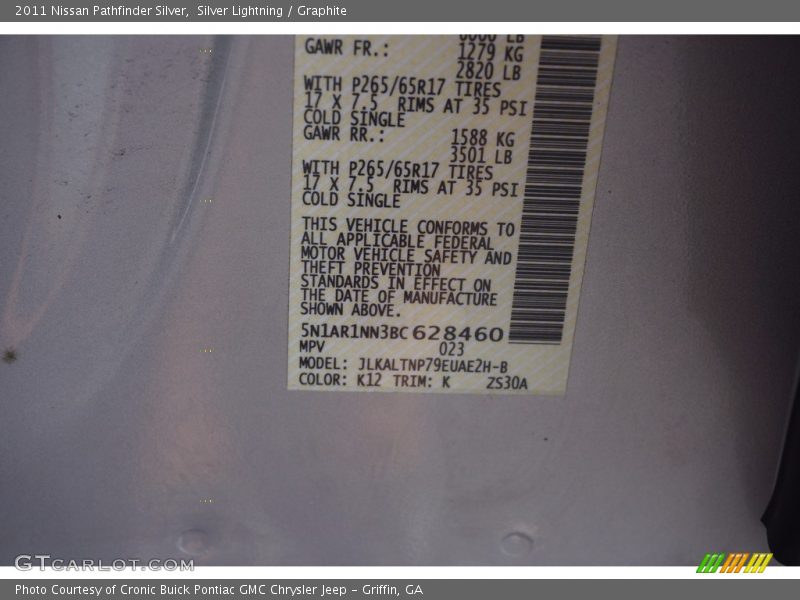 2011 Nissan Pathfinder Silver, Silver Lightning / Graphite
GAWR FR.: 1279 KG
2820 LB
WITH P265/65R17 TIRES
17 X 7.5 RIMS AT 35 PSI
COLD SINGLE
GAWR RR.: 1588 KG
3501 LB
WITH P265/65R17 TIRES
17 X 7.5 RIMS AT 35 PSI
COLD SINGLE
THIS VEHICLE CONFORMS TO
ALL APPLICABLE FEDERAL
MOTOR VEHICLE SAFETY AND
THEFT PREVENTION
STANDARDS IN EFFECT ON
THE DATE OF MANUFACTURE
SHOWN ABOVE.
5N1AR1NN3BC628460
MPV 023
MODEL: JLKALTNP79EUAE2H-B
COLOR: K12 TRIM: K ZS30A
GTCARLOT.COM
Photo Courtesy of Cronic Buick Pontiac GMC Chrysler Jeep - Griffin, GA